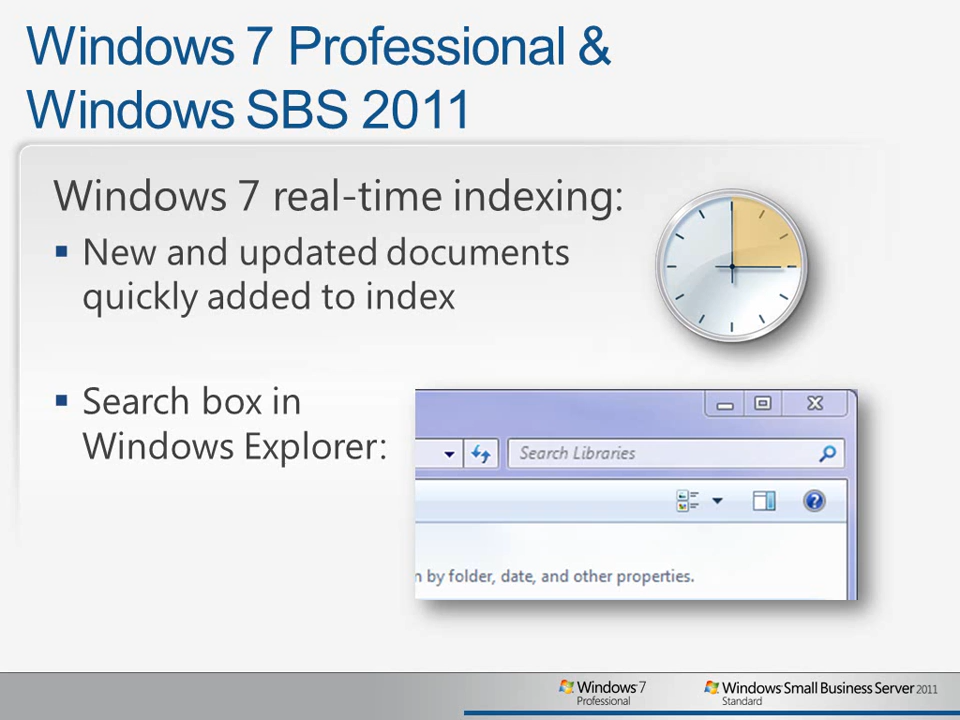 Windows 7 Professional &
Windows SBS 2011
Windows 7 real-time indexing:
▪ New and updated documents
quickly added to index
▪ Search box in
Windows Explorer:
Search Libraries
by folder, date, and other properties.
Windows 7
Professional
Windows Small Business Server 2011
Standard